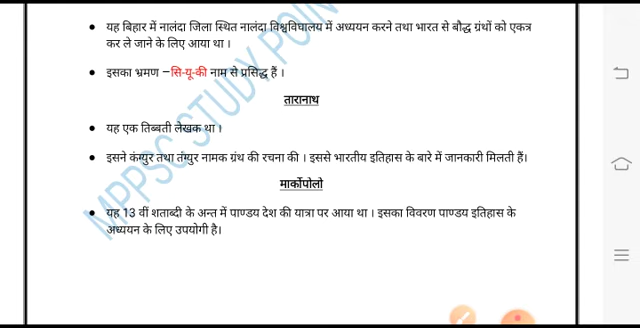 यह बिहार में नालंदा जिला स्थित नालंदा विश्वविघालय में अध्ययन करने तथा भारत से बौद्ध ग्रंथों को एकत्र
कर ले जाने के लिए आया था ।
इसका भ्रमण –सि-यू-की नाम से प्रसिद्ध हैं ।
तारानाथ
यह एक तिब्बती लेखक था।
इसने कंग्युर तथा तंग्युर नामक ग्रंथ की रचना की । इससे भारतीय इतिहास के बारे में जानकारी मिलती हैं।
मार्कोपोलो
यह 13 वीं शताब्दी के अन्त में पाण्डय देश की यात्रा पर आया था । इसका विवरण पाण्डय इतिहास के
अध्ययन के लिए उपयोगी है।
MPPSC STUDY POIN